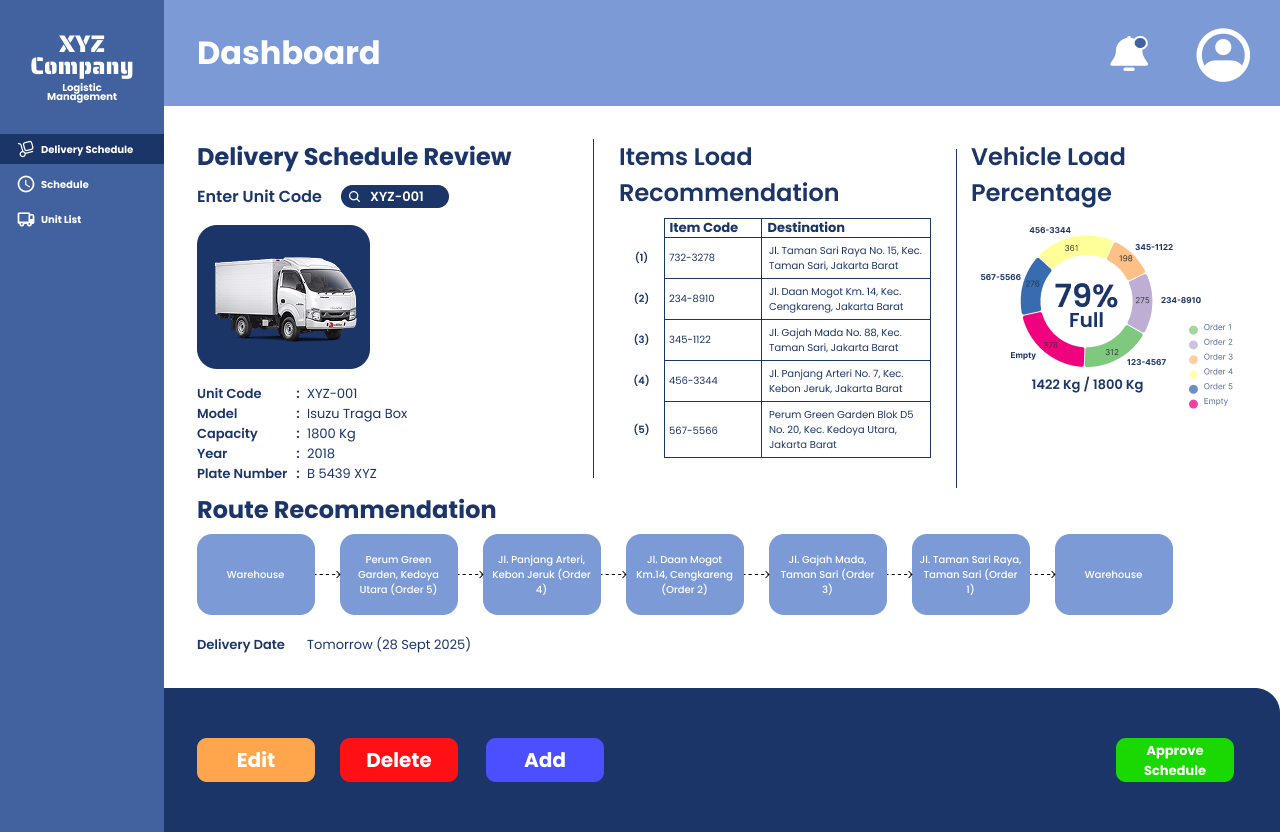 XYZ
Company
Logistic
Management
Delivery Schedule
Schedule
Unit List
Dashboard
Delivery Schedule Review
Enter Unit Code
XYZ-001
Unit Code : XYZ-001
Model : Isuzu Traga Box
Capacity : 1800 Kg
Year : 2018
Plate Number : B 5439 XYZ
Items Load
Recommendation
Item Code Destination
(1) 732-3278 Jl. Taman Sari Raya No. 15, Kec.
Taman Sari, Jakarta Barat
(2) 234-8910 Jl. Daan Mogot Km. 14, Kec.
Cengkareng, Jakarta Barat
(3) 345-1122 Jl. Gajah Mada No. 88, Kec.
Taman Sari, Jakarta Barat
(4) 456-3344 Jl. Panjang Arteri No. 7, Kec.
Kebon Jeruk, Jakarta Barat
(5) 567-5566 Perum Green Garden Blok D5
No. 20, Kec. Kedoya Utara,
Jakarta Barat
Vehicle Load
Percentage
456-3344
361
345-1122
198
567-5566
270
275
234-8910
79%
Full
Empty
378
312
123-4567
1422 Kg / 1800 Kg
Order 1
Order 2
Order 3
Order 4
Order 5
Empty
Route Recommendation
Warehouse
Perum Green
Garden, Kedoya
Utara (Order 5)
Jl. Panjang Arteri,
Kebon Jeruk (Order
4)
Jl. Daan Mogot
Km.14, Cengkareng
(Order 2)
Jl. Gajah Mada,
Taman Sari (Order
3)
Jl. Taman Sari Raya,
Taman Sari (Order
1)
Warehouse
Delivery Date Tomorrow (28 Sept 2025)
Edit
Delete
Add
Approve
Schedule